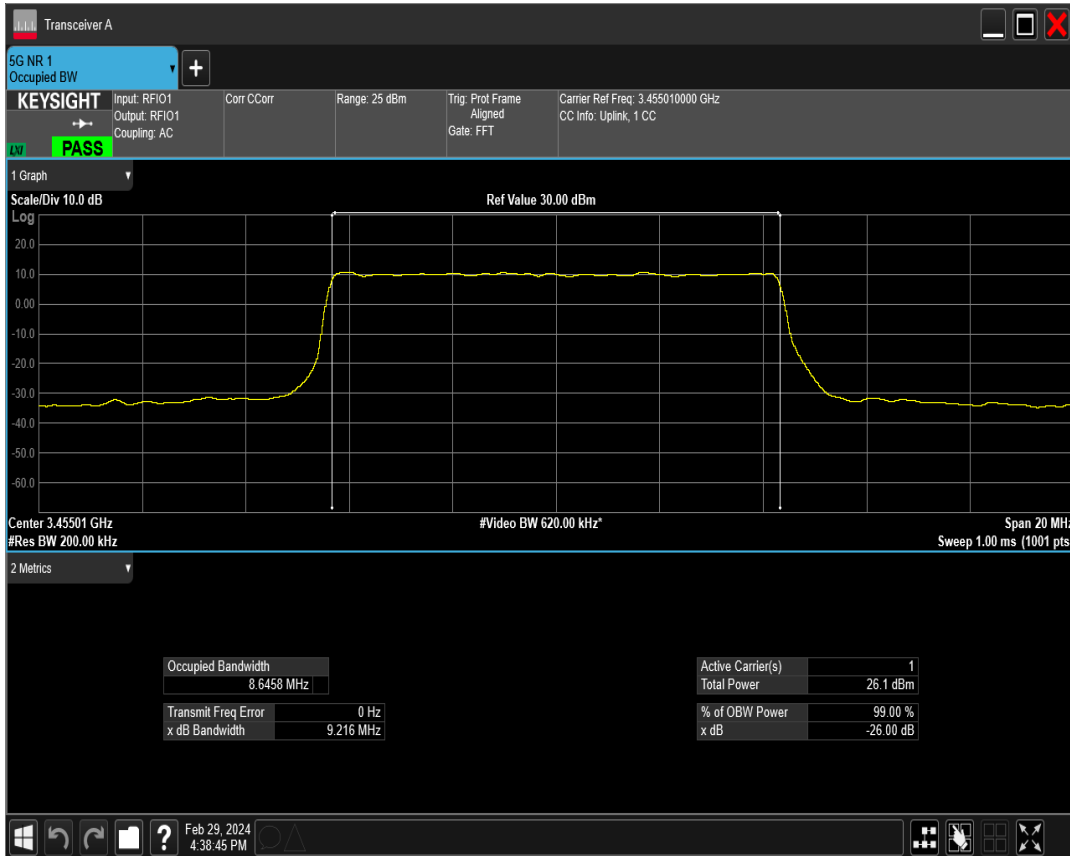 Transceiver A
5G NR 1
Occupied BW
+
KEYSIGHT
LXI
PASS
Input: RFIO1
Output: RFIO1
Coupling: AC
Corr CCorr
Range: 25 dBm
Trig: Prot Frame
Aligned
Gate: FFT
Carrier Ref Freq: 3.455010000 GHz
CC Info: Uplink, 1 CC
1 Graph
Scale/Div 10.0 dB
Ref Value 30.00 dBm
Log
20.0
10.0
0.00
-10.0
-20.0
-30.0
-40.0
-50.0
-60.0
Center 3.45501 GHz
#Video BW 620.00 kHz*
Span 20 MHz
#Res BW 200.00 kHz
Sweep 1.00 ms (1001 pts
2 Metrics
Occupied Bandwidth
8.6458 MHz
Transmit Freq Error 0 Hz
x dB Bandwidth 9.216 MHz
Active Carrier(s) 1
Total Power 26.1 dBm
% of OBW Power 99.00 %
x dB -26.00 dB
?
Feb 29, 2024
4:38:45 PM